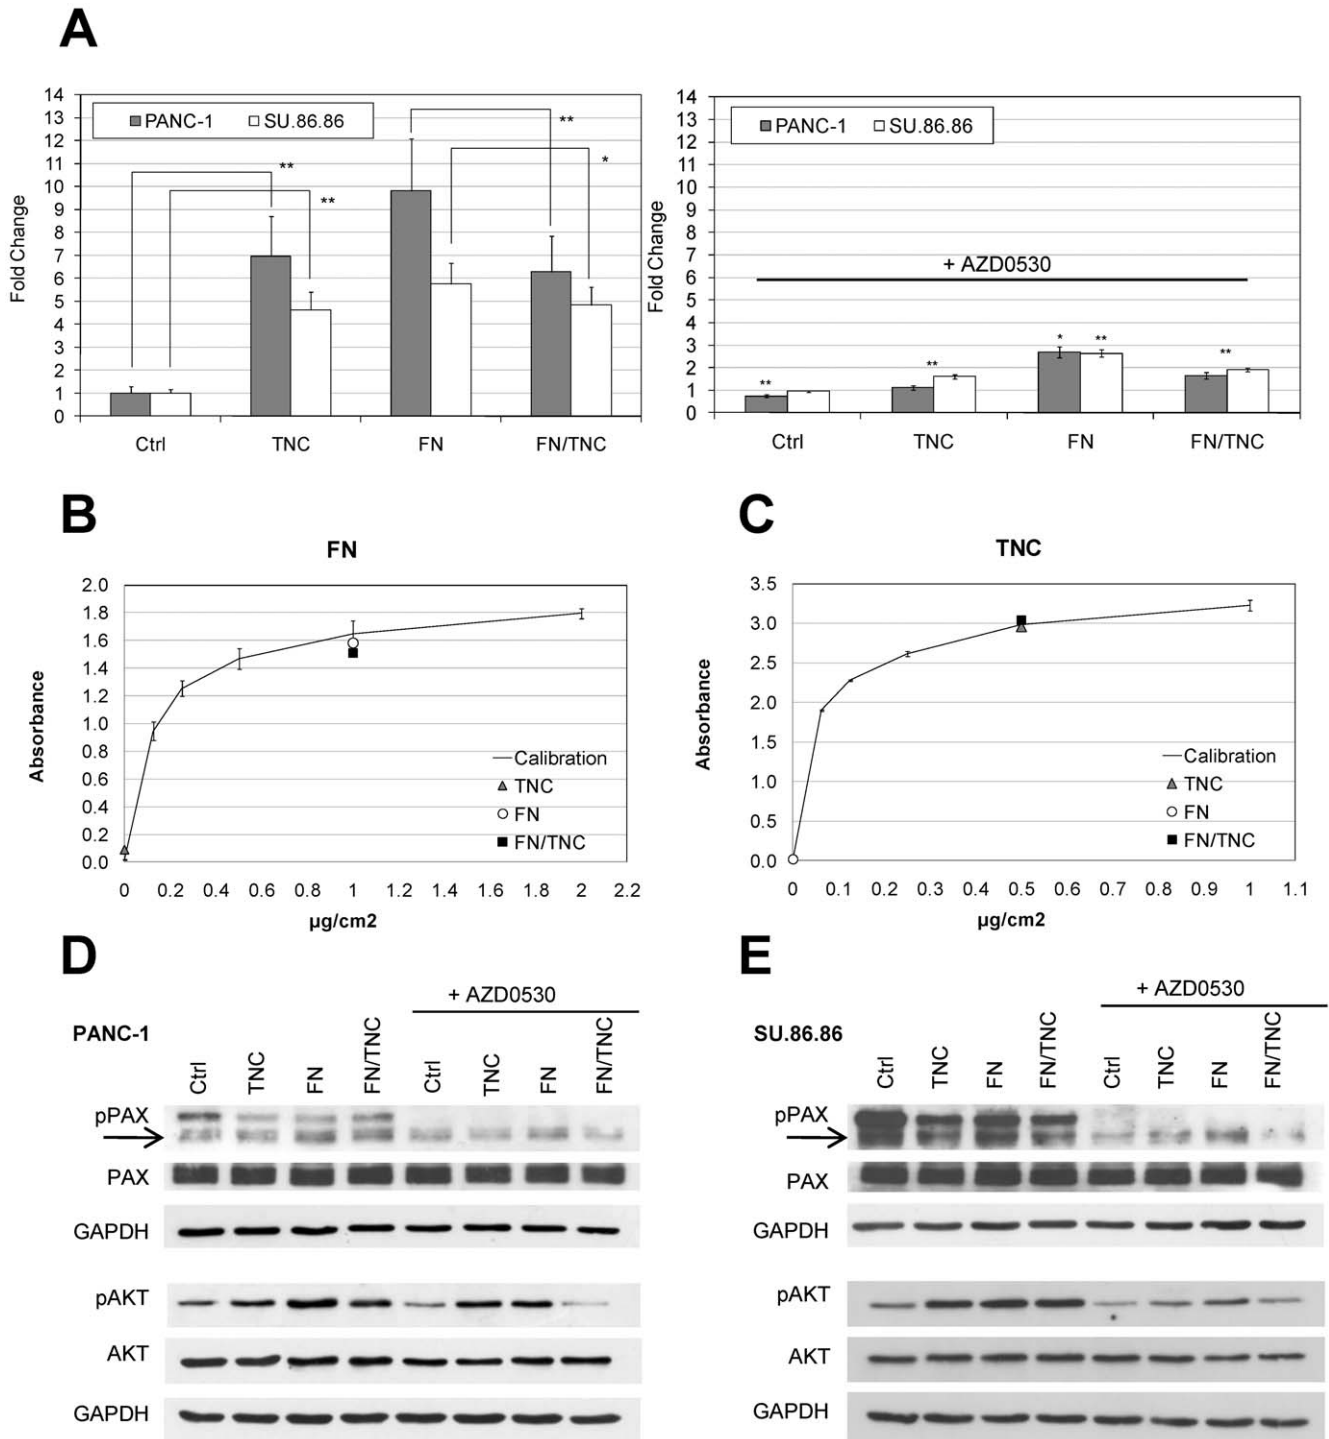 A
14
13
12
11
10
9
8
7
6
5
4
3
2
1
0
Fold Change
PANC-1 SU.86.86
**
**
**
*
Ctrl TNC FN FN/TNC
14
13
12
11
10
9
8
7
6
5
4
3
2
1
0
Fold Change
PANC-1 SU.86.86
+ AZD0530
**
**
*
**
**
Ctrl TNC FN FN/TNC
B
FN
2.0
1.8
1.6
1.4
1.2
1.0
0.8
0.6
0.4
0.2
0.0
Absorbance
Calibration
TNC
FN
FN/TNC
0 0.2 0.4 0.6 0.8 1 1.2 1.4 1.6 1.8 2 2.2
µg/cm2
C
TNC
3.5
3.0
2.5
2.0
1.5
1.0
0.5
0.0
Absorbance
Calibration
TNC
FN
FN/TNC
0 0.1 0.2 0.3 0.4 0.5 0.6 0.7 0.8 0.9 1 1.1
µg/cm2
D
+ AZD0530
PANC-1
Ctrl TNC FN FN/TNC Ctrl TNC FN FN/TNC
pPAX
PAX
GAPDH
pAKT
AKT
GAPDH
E
+ AZD0530
SU.86.86
Ctrl TNC FN FN/TNC Ctrl TNC FN FN/TNC
pPAX
PAX
GAPDH
pAKT
AKT
GAPDH